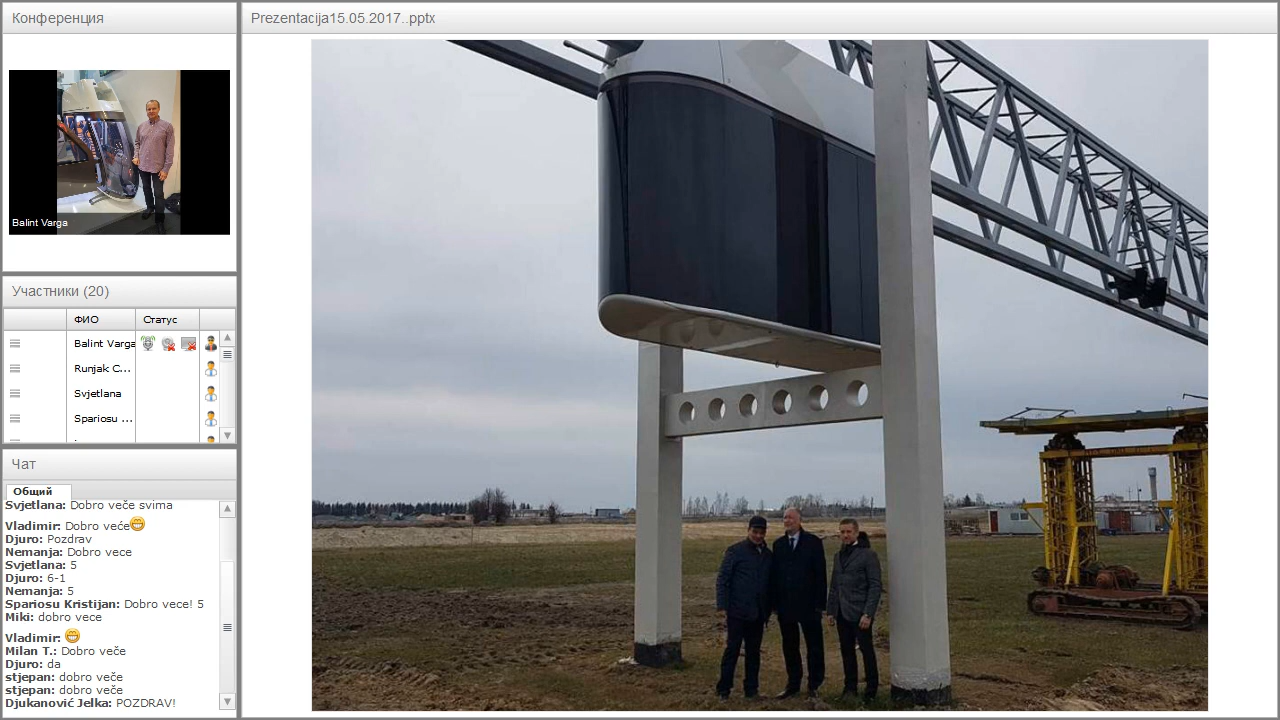 Конференция
Prezentacija15.05.2017..pptx
Balint Varga
Участники (20)
ФИО
Статус
Balint Varga
Runjak C...
Svjetlana
Spariosu ...
Чат
Общий
Svjetlana: Dobro veče svima
Vladimir: Dobro veće
Djuro: Pozdrav
Nemanja: Dobro vece
Svjetlana: 5
Djuro: 6-1
Nemanja: 5
Spariosu Kristijan: Dobro vece! 5
Miki: dobro vece
Vladimir:
Milan T.: Dobro veče
Djuro: da
stjepan: dobro veče
stjepan: dobro veče
Djukanović Jelka: POZDRAV!